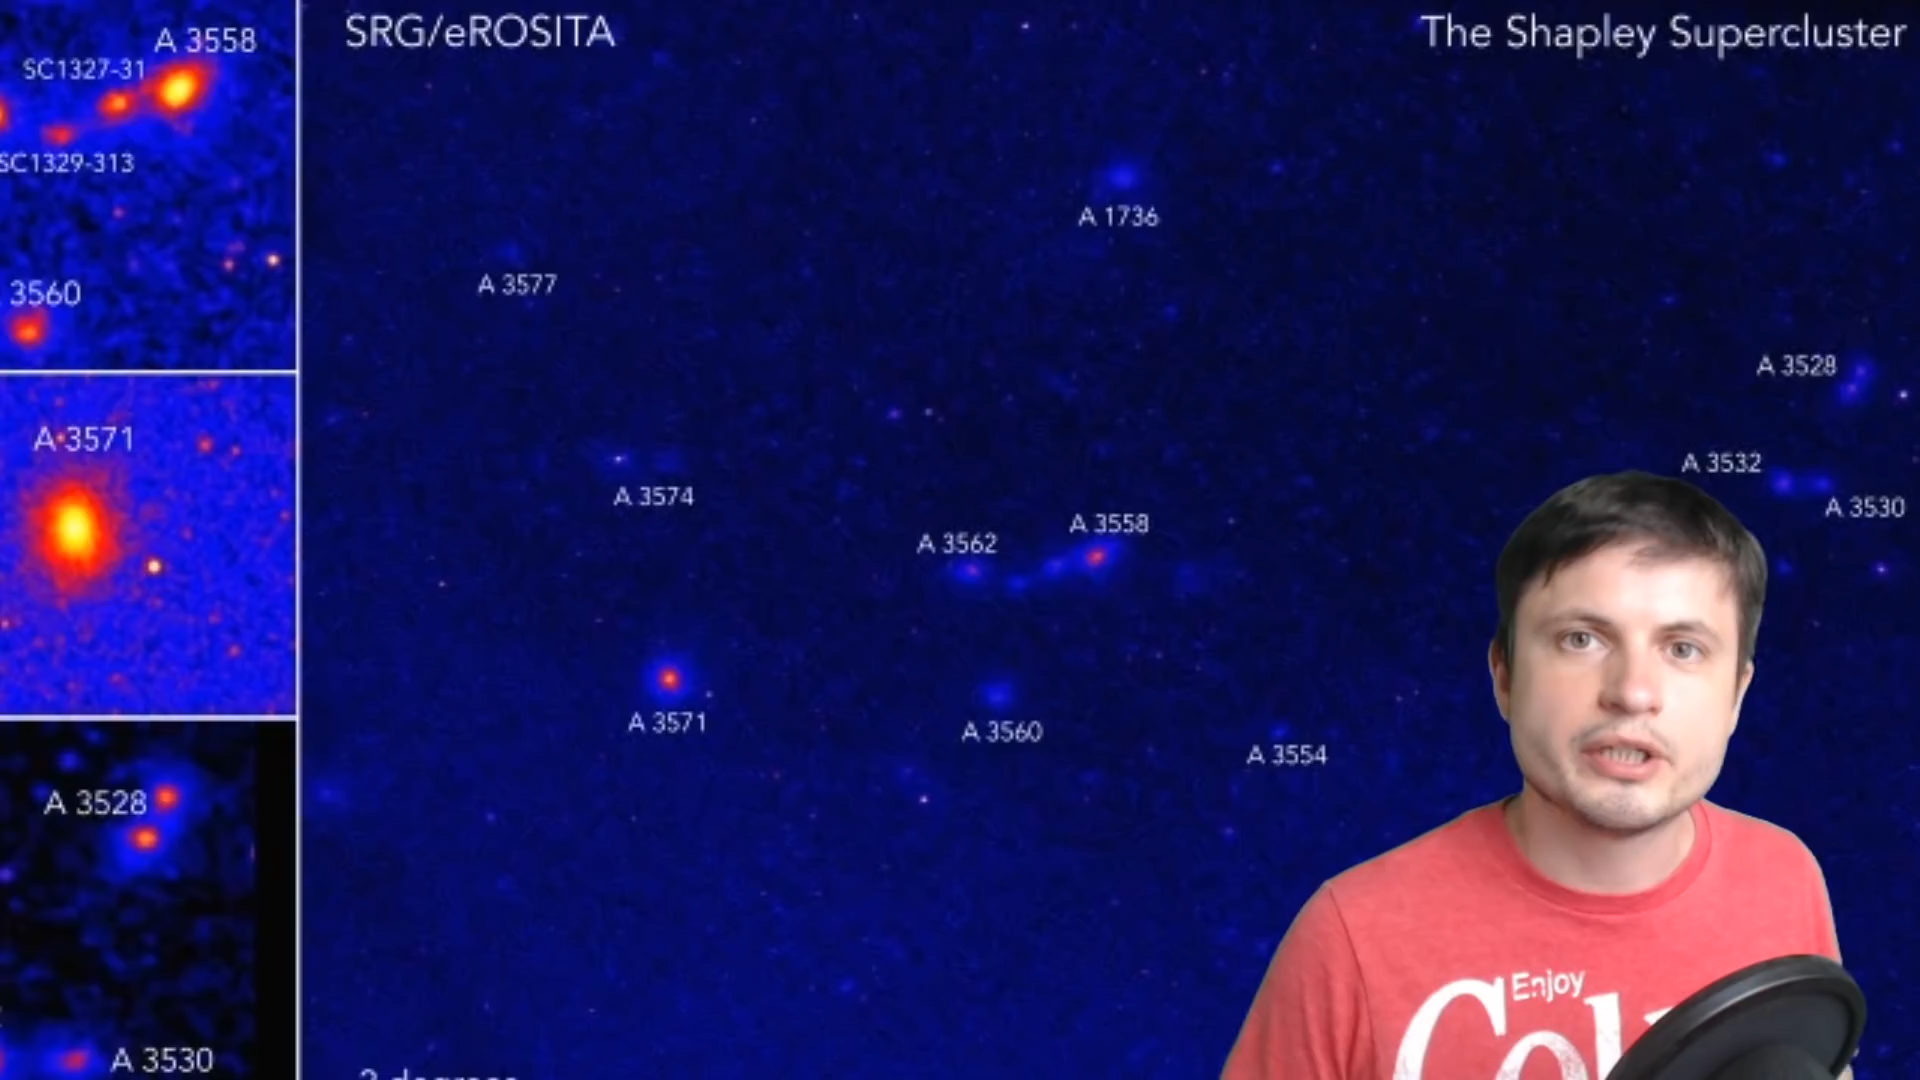 A 3558
SC1327-31
SC1329-313
3560
A 3571
A 3528
A 3530
SRG/eROSITA
The Shapley Supercluster
A 1736
A 3577
A 3528
A 3532
A 3530
A 3574
A 3562
A 3558
A 3571
A 3560
A 3554
Enjoy